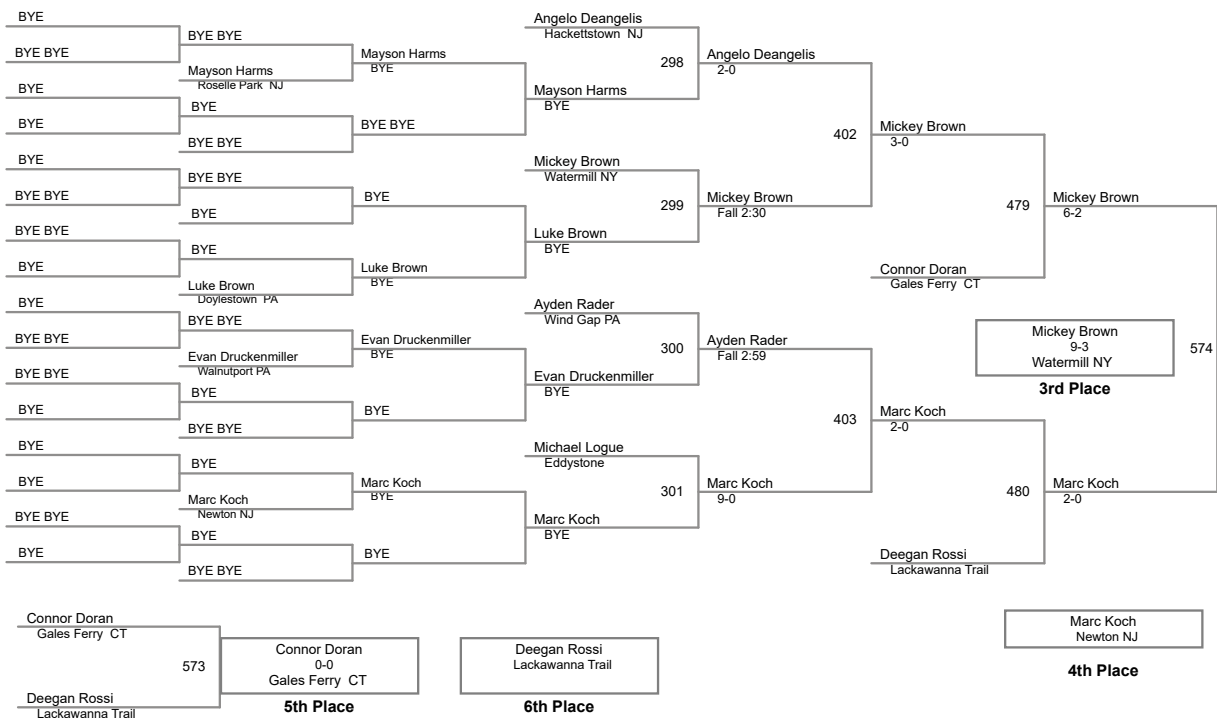 BYE
BYE BYE
BYE
BYE
BYE
BYE BYE
BYE BYE
BYE
BYE
BYE BYE
BYE BYE
BYE
BYE
BYE
BYE BYE
BYE
BYE BYE
Mayson Harms
Roselle Park NJ
BYE
BYE BYE
BYE BYE
BYE
BYE
Luke Brown
Doylestown PA
BYE BYE
Evan Druckenmiller
Walnutport PA
BYE
BYE BYE
BYE
Marc Koch
Newton NJ
BYE
BYE BYE
Mayson Harms
BYE
BYE BYE
BYE
Luke Brown
BYE
Evan Druckenmiller
BYE
BYE
Marc Koch
BYE
BYE
Angelo Deangelis
Hackettstown NJ
298
Mayson Harms
BYE
Mickey Brown
Watermill NY
299
Luke Brown
BYE
Ayden Rader
Wind Gap PA
300
Evan Druckenmiller
BYE
Michael Logue
Eddystone
301
Marc Koch
BYE
Angelo Deangelis
2-0
402
Mickey Brown
Fall 2:30
Ayden Rader
Fall 2:59
403
Marc Koch
9-0
Mickey Brown
3-0
479
Connor Doran
Gales Ferry CT
Marc Koch
2-0
480
Deegan Rossi
Lackawanna Trail
Mickey Brown
6-2
Marc Koch
2-0
574
Mickey Brown
9-3
Watermill NY
3rd Place
Marc Koch
Newton NJ
4th Place
Connor Doran
Gales Ferry CT
573
Deegan Rossi
Lackawanna Trail
Connor Doran
0-0
Gales Ferry CT
5th Place
Deegan Rossi
Lackawanna Trail
6th Place